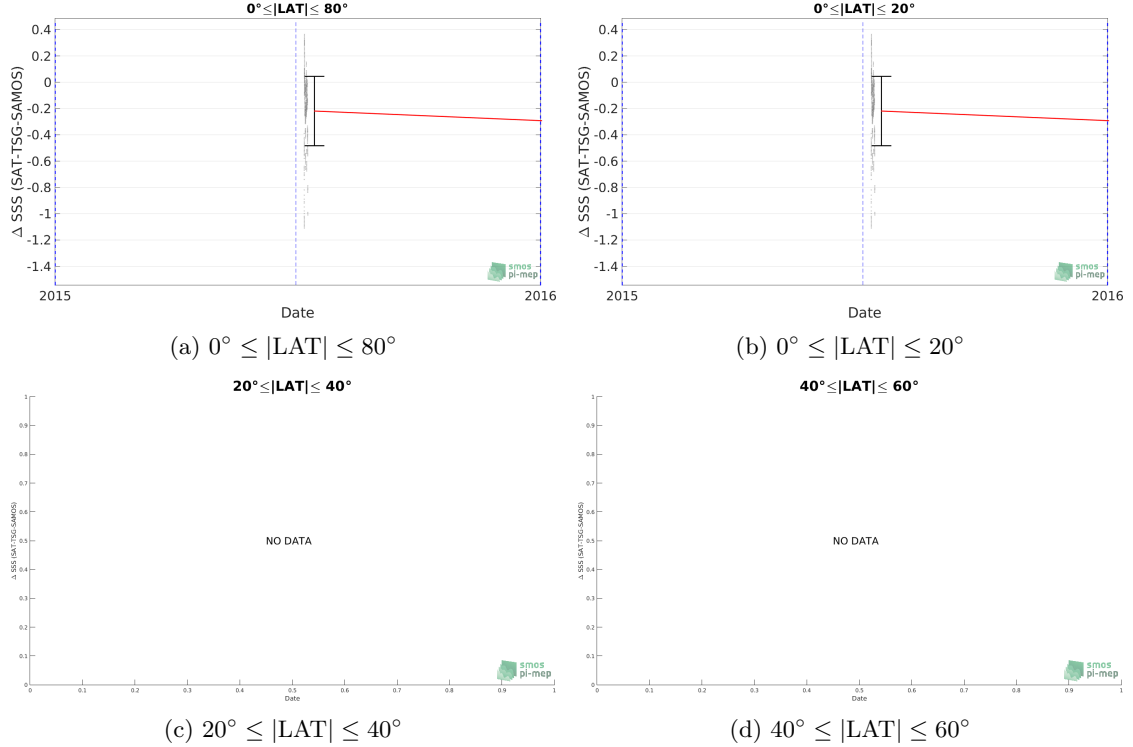 0°≤|LAT|≤ 80°
Δ SSS (SAT-TSG-SAMOS)
0.4
0.2
0
-0.2
-0.4
-0.6
-0.8
-1
-1.2
-1.4
2015
2016
Date
smos
pi-mep
(a) 0° ≤ |LAT| ≤ 80°
0°≤|LAT|≤ 20°
Δ SSS (SAT-TSG-SAMOS)
0.4
0.2
0
-0.2
-0.4
-0.6
-0.8
-1
-1.2
-1.4
2015
2016
Date
smos
pi-mep
(b) 0° ≤ |LAT| ≤ 20°
20°≤|LAT|≤ 40°
Δ SSS (SAT-TSG-SAMOS)
1
0.9
0.8
0.7
0.6
0.5
0.4
0.3
0.2
0.1
0
NO DATA
0 0.1 0.2 0.3 0.4 0.5 0.6 0.7 0.8 0.9 1
Date
smos
pi-mep
(c) 20° ≤ |LAT| ≤ 40°
40°≤|LAT|≤ 60°
Δ SSS (SAT-TSG-SAMOS)
1
0.9
0.8
0.7
0.6
0.5
0.4
0.3
0.2
0.1
0
NO DATA
0 0.1 0.2 0.3 0.4 0.5 0.6 0.7 0.8 0.9 1
Date
smos
pi-mep
(d) 40° ≤ |LAT| ≤ 60°